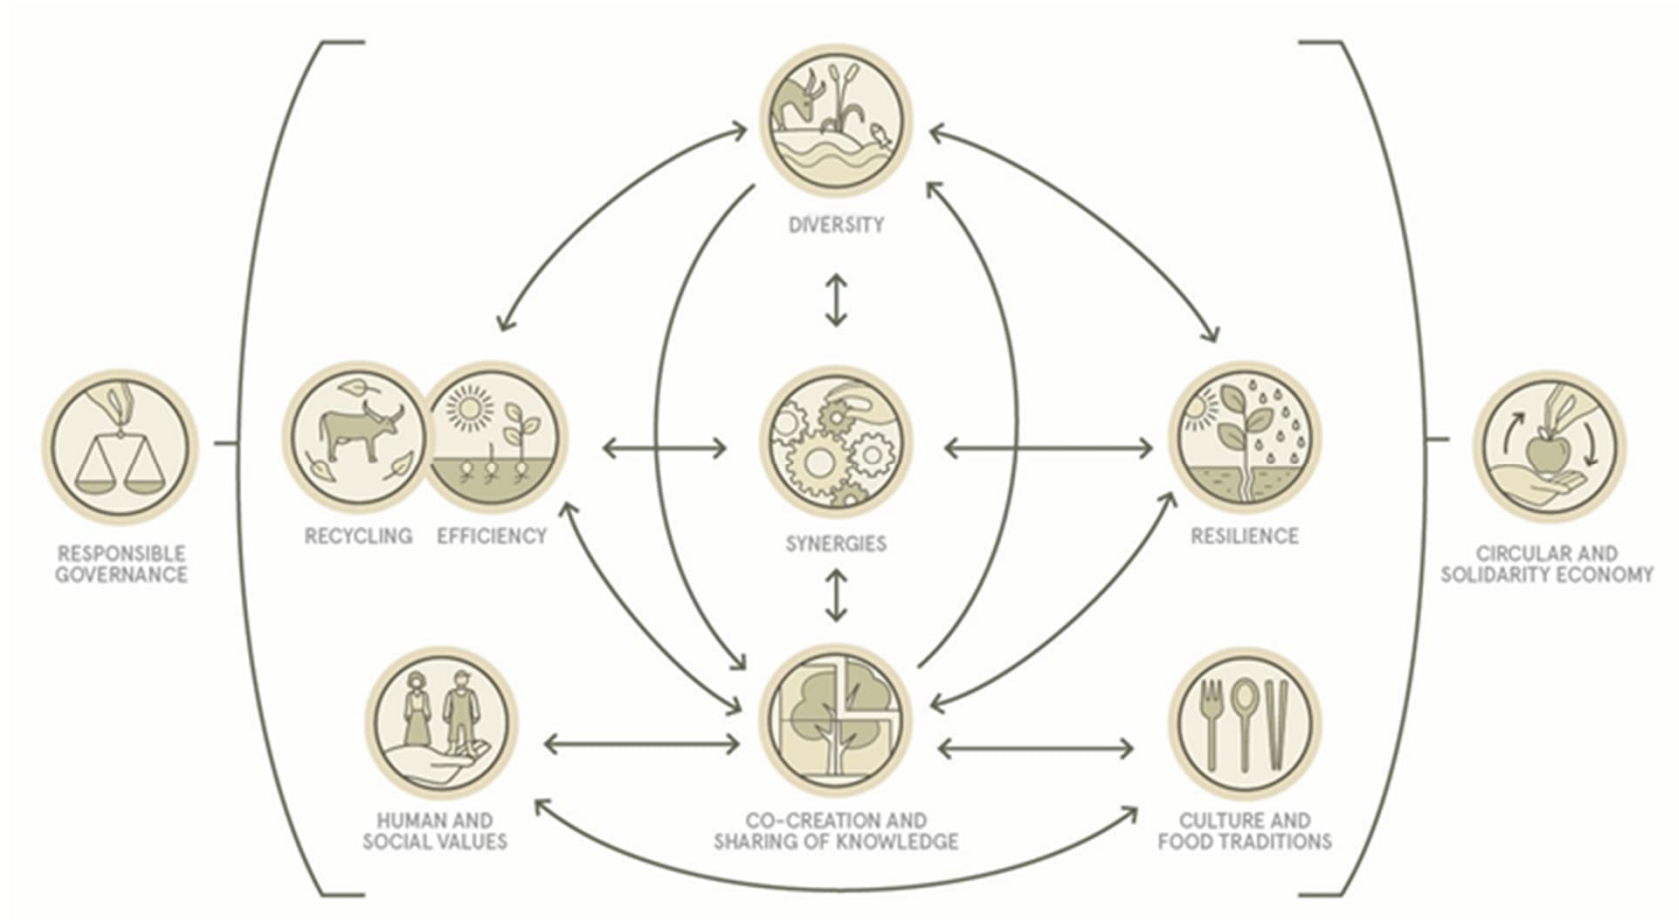 DIVERSITY
RECYCLING
EFFICIENCY
SYNERGIES
RESILIENCE
RESPONSIBLE
GOVERNANCE
CIRCULAR AND
SOLIDARITY ECONOMY
HUMAN AND
SOCIAL VALUES
CO-CREATION AND
SHARING OF KNOWLEDGE
CULTURE AND
FOOD TRADITIONS